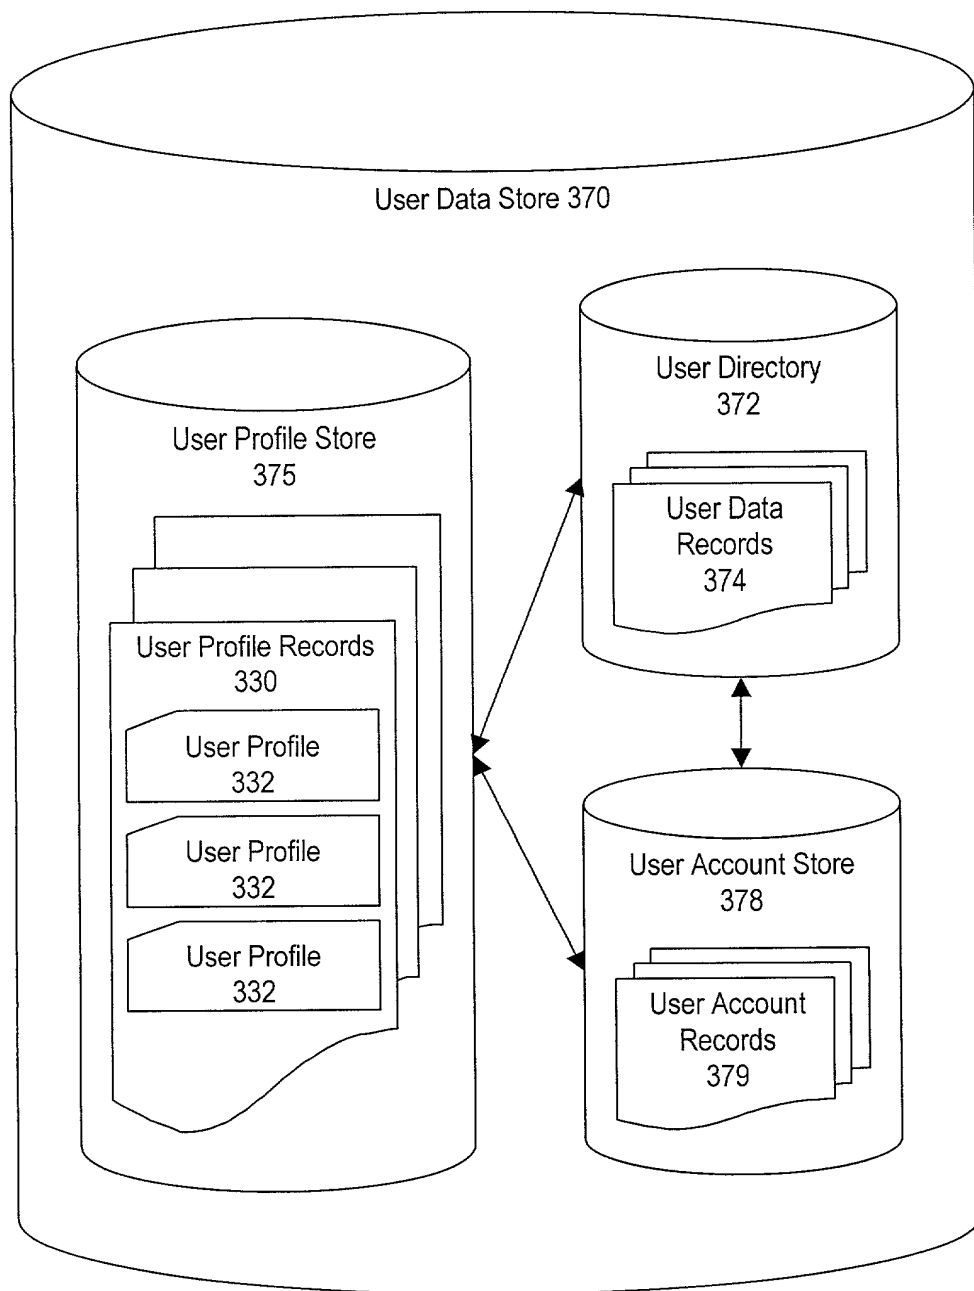 User Data Store 370
User Profile Store
375
User Profile Records
330
User Profile
332
User Profile
332
User Profile
332
User Directory
372
User Data
Records
374
User Account Store
378
User Account
Records
379